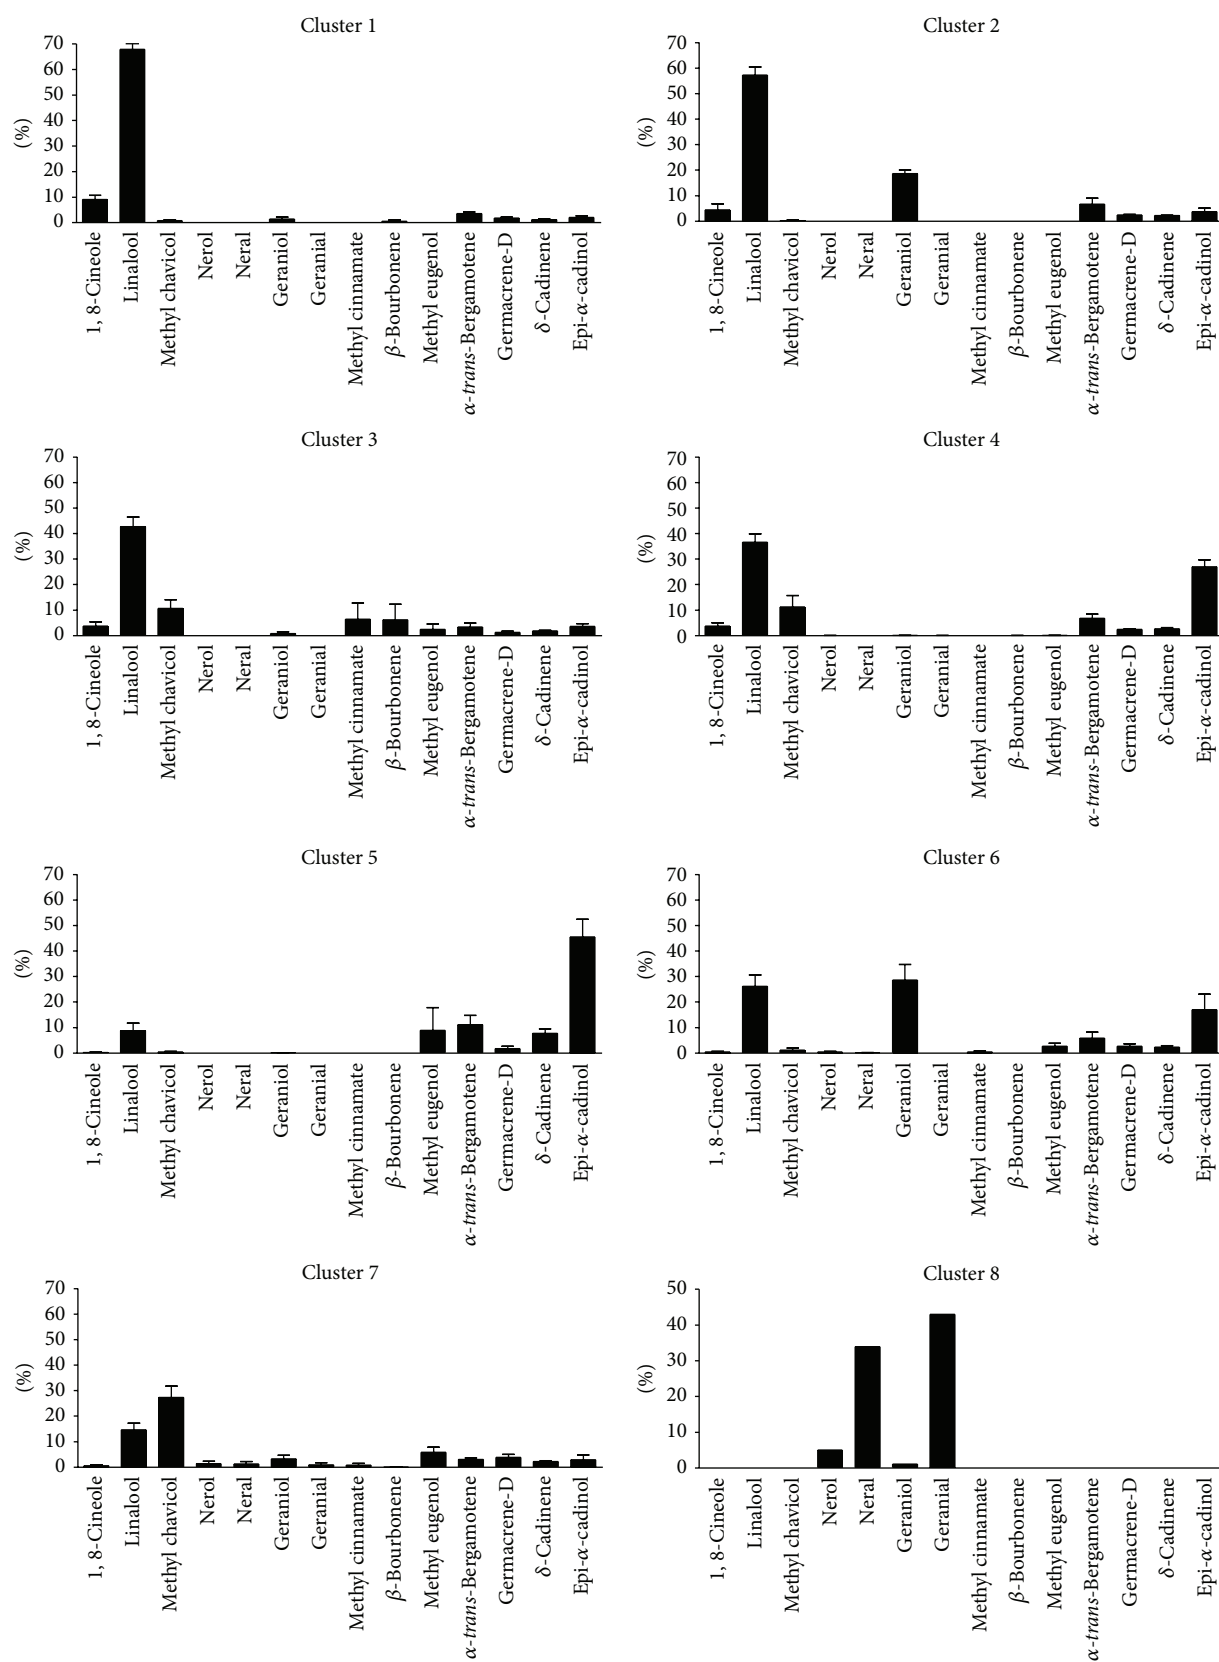 Cluster 1
70
60
50
40
30
20
10
0
(%)
1, 8-Cineole
Linalool
Methyl chavicol
Nerol
Neral
Geraniol
Geranial
Methyl cinnamate
β-Bourbonene
Methyl eugenol
α-trans-Bergamotene
Germacrene-D
δ-Cadinene
Epi-α-cadinol
Cluster 2
70
60
50
40
30
20
10
0
(%)
1, 8-Cineole
Linalool
Methyl chavicol
Nerol
Neral
Geraniol
Geranial
Methyl cinnamate
β-Bourbonene
Methyl eugenol
α-trans-Bergamotene
Germacrene-D
δ-Cadinene
Epi-α-cadinol
Cluster 3
70
60
50
40
30
20
10
0
(%)
1, 8-Cineole
Linalool
Methyl chavicol
Nerol
Neral
Geraniol
Geranial
Methyl cinnamate
β-Bourbonene
Methyl eugenol
α-trans-Bergamotene
Germacrene-D
δ-Cadinene
Epi-α-cadinol
Cluster 4
70
60
50
40
30
20
10
0
(%)
1, 8-Cineole
Linalool
Methyl chavicol
Nerol
Neral
Geraniol
Geranial
Methyl cinnamate
β-Bourbonene
Methyl eugenol
α-trans-Bergamotene
Germacrene-D
δ-Cadinene
Epi-α-cadinol
Cluster 5
70
60
50
40
30
20
10
0
(%)
1, 8-Cineole
Linalool
Methyl chavicol
Nerol
Neral
Geraniol
Geranial
Methyl cinnamate
β-Bourbonene
Methyl eugenol
α-trans-Bergamotene
Germacrene-D
δ-Cadinene
Epi-α-cadinol
Cluster 6
70
60
50
40
30
20
10
0
(%)
1, 8-Cineole
Linalool
Methyl chavicol
Nerol
Neral
Geraniol
Geranial
Methyl cinnamate
β-Bourbonene
Methyl eugenol
α-trans-Bergamotene
Germacrene-D
δ-Cadinene
Epi-α-cadinol
Cluster 7
70
60
50
40
30
20
10
0
(%)
1, 8-Cineole
Linalool
Methyl chavicol
Nerol
Neral
Geraniol
Geranial
Methyl cinnamate
β-Bourbonene
Methyl eugenol
α-trans-Bergamotene
Germacrene-D
δ-Cadinene
Epi-α-cadinol
Cluster 8
50
40
30
20
10
0
(%)
1, 8-Cineole
Linalool
Methyl chavicol
Nerol
Neral
Geraniol
Geranial
Methyl cinnamate
β-Bourbonene
Methyl eugenol
α-trans-Bergamotene
Germacrene-D
δ-Cadinene
Epi-α-cadinol